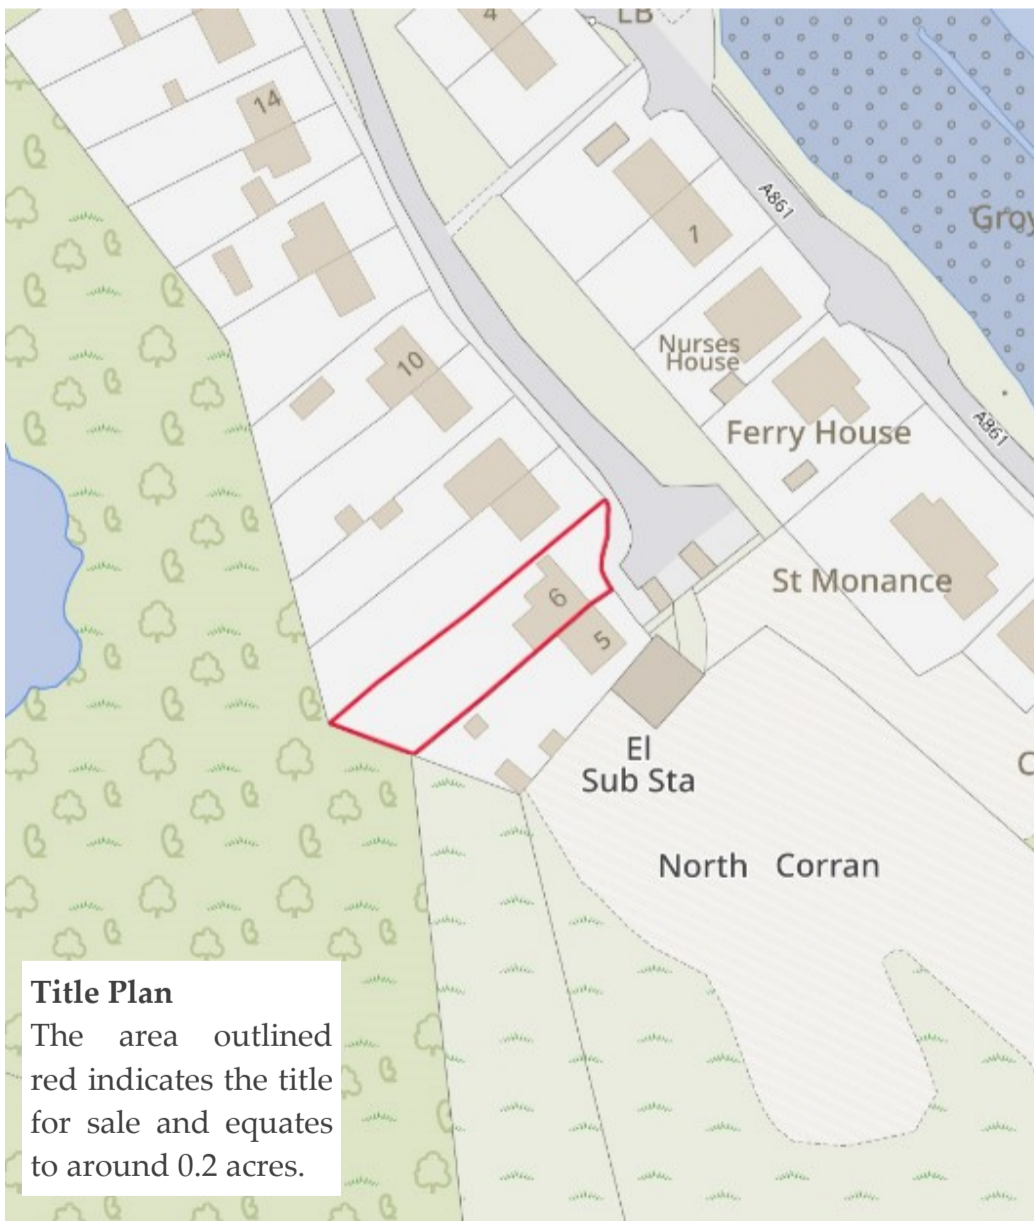 4
LB
14
A861
Groy
1
Nurses
House
10
Ferry House
A861
St Monance
6
5
El
Sub Sta
C
North Corran
Title Plan
The area outlined
red indicates the title
for sale and equates
to around 0.2 acres.